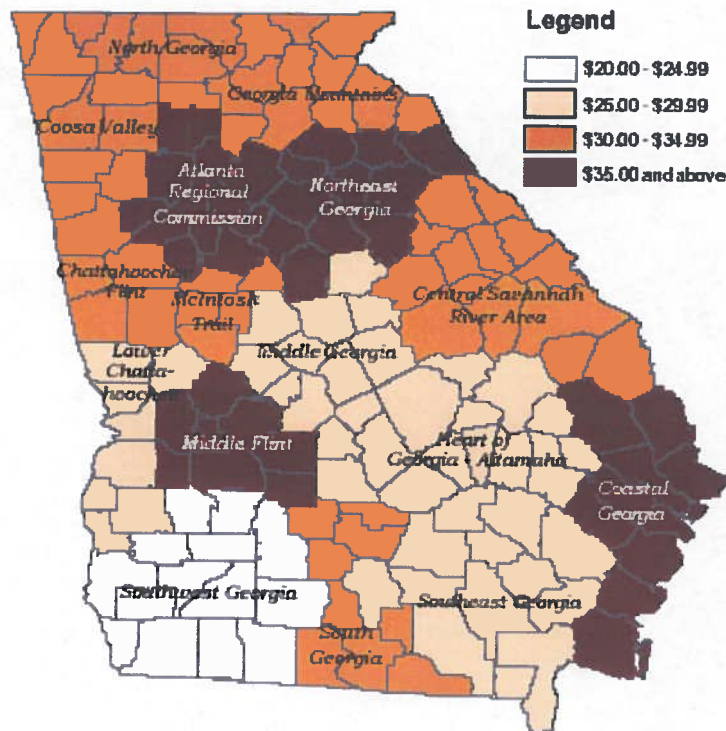 Legend
$20.00 - $24.99
$25.00 - $29.99
$30.00 - $34.99
$35.00 and above
North Georgia
Georgia Mountains
Coosa Valley
Atlanta
Regional
Commission
Northeast
Georgia
Chattahoochee
Flint
McIntosh
Trail
Central Savannah
River Area
Lower
Chatta-
hoochee
Middle Georgia
Middle Flint
Heart of
Georgia - Altamaha
Coastal
Georgia
Southwest Georgia
Southeast Georgia
South
Georgia